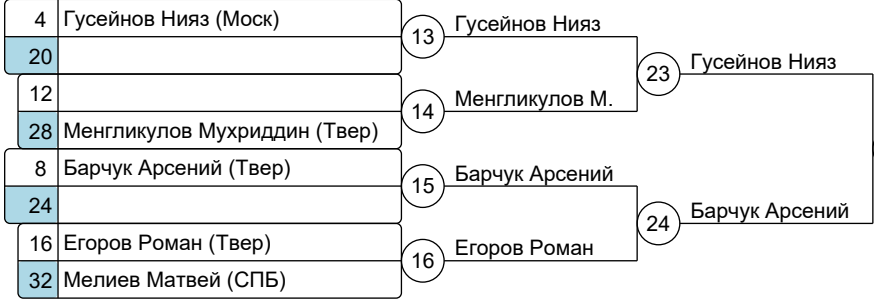 4 Гусейнов Нияз (Моск)
13 Гусейнов Нияз
20
23 Гусейнов Нияз
12
14 Менгликулов М.
28 Менгликулов Мухриддин (Твер)
8 Барчук Арсений (Твер)
15 Барчук Арсений
24
24 Барчук Арсений
16 Егоров Роман (Твер)
16 Егоров Роман
32 Мелиев Матвей (СПБ)